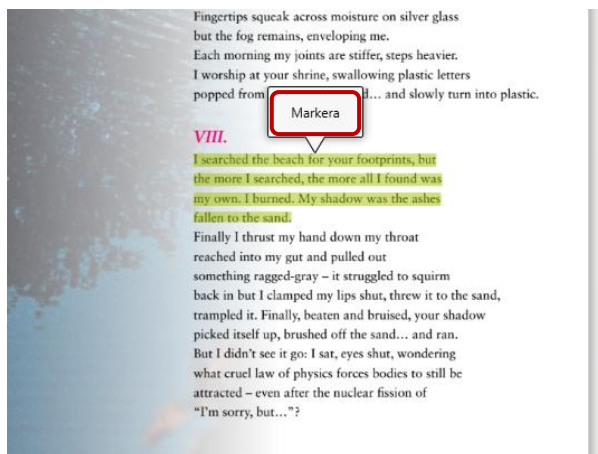 Fingertips squeak across moisture on silver glass
but the fog remains, enveloping me.
Each morning my joints are stiffer, steps heavier.
I worship at your shrine, swallowing plastic letters
popped from d… and slowly turn into plastic.
Markera
VIII.
I searched the beach for your footprints, but
the more I searched, the more all I found was
my own. I burned. My shadow was the ashes
fallen to the sand.
Finally I thrust my hand down my throat
reached into my gut and pulled out
something ragged-gray – it struggled to squirm
back in but I clamped my lips shut, threw it to the sand,
trampled it. Finally, beaten and bruised, your shadow
picked itself up, brushed off the sand… and ran.
But I didn’t see it go: I sat, eyes shut, wondering
what cruel law of physics forces bodies to still be
attracted – even after the nuclear fission of
“I’m sorry, but…”?